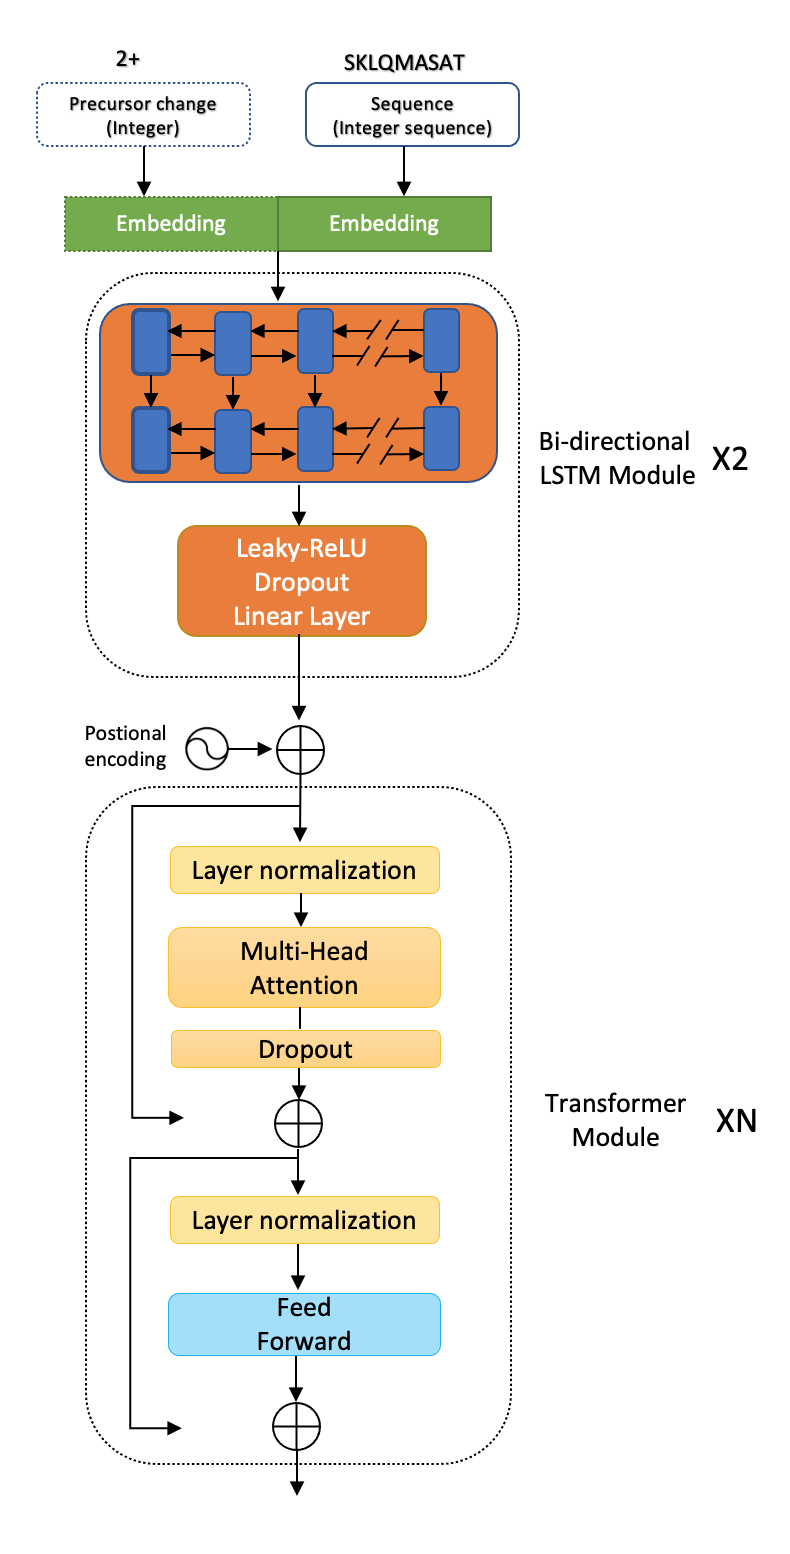 2+
SKLQMASAT
Precursor change
(Integer)
Sequence
(Integer sequence)
Embedding
Embedding
Bi-directional
LSTM Module
X2
Leaky-ReLU
Dropout
Linear Layer
Postional
encoding
Layer normalization
Multi-Head
Attention
Dropout
Transformer
Module
XN
Layer normalization
Feed
Forward